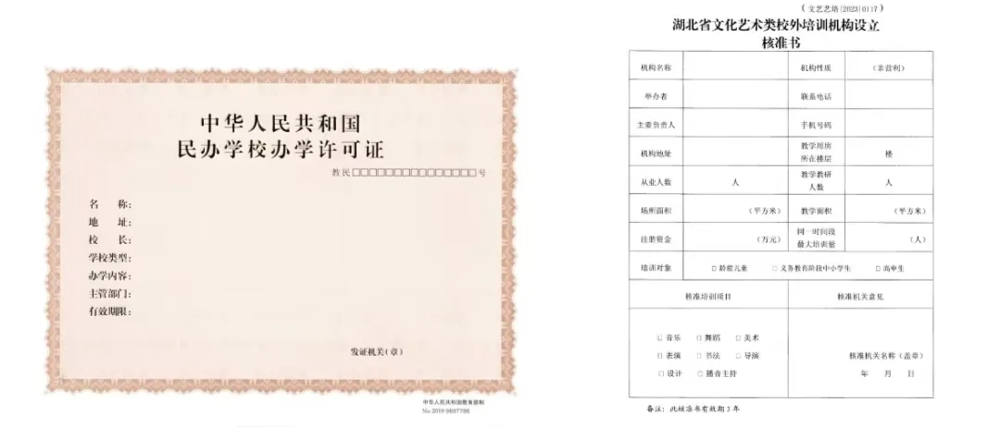 中华人民共和国
民办学校办学许可证
教民□□□□□□□□□□□□□□□号
名 称：
地 址：
校 长：
学校类型：
办学内容：
主管部门：
有效期限：
发证机关（章）
中华人民共和国教育部制
（文艺艺培[2023]0117）
湖北省文化艺术类校外培训机构设立
核准书
机构名称 机构性质 （非营利）
举办者 联系电话
主要负责人 手机号码
机构地址 教学用房所在楼层 楼
从业人数 人 教学教研人数 人
场所面积 （平方米） 教学面积 （平方米）
注册资金 （万元） 同一时间段最大培训量 （人）
培训对象 □ 龄前儿童 □ 义务教育阶段中小学生 □ 高中生
核准培训项目 核准机关意见
□ 音乐 □ 舞蹈 □ 美术
□ 表演 □ 书法 □ 导演
□ 设计 □ 播音主持
核准机关名称（盖章）
年 月 日
备注：此核准书有效期 3 年